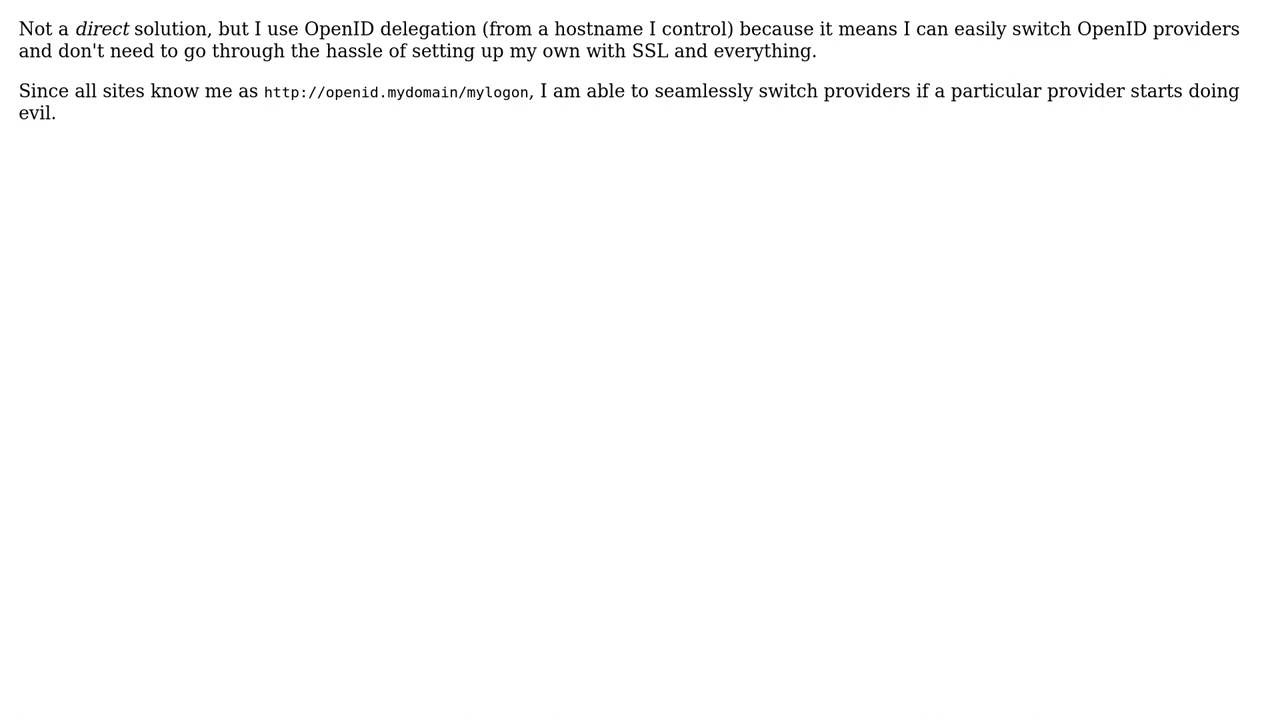 Not a direct solution, but I use OpenID delegation (from a hostname I control) because it means I can easily switch OpenID providers
and don't need to go through the hassle of setting up my own with SSL and everything.
Since all sites know me as http://openid.mydomain/mylogon, I am able to seamlessly switch providers if a particular provider starts doing
evil.